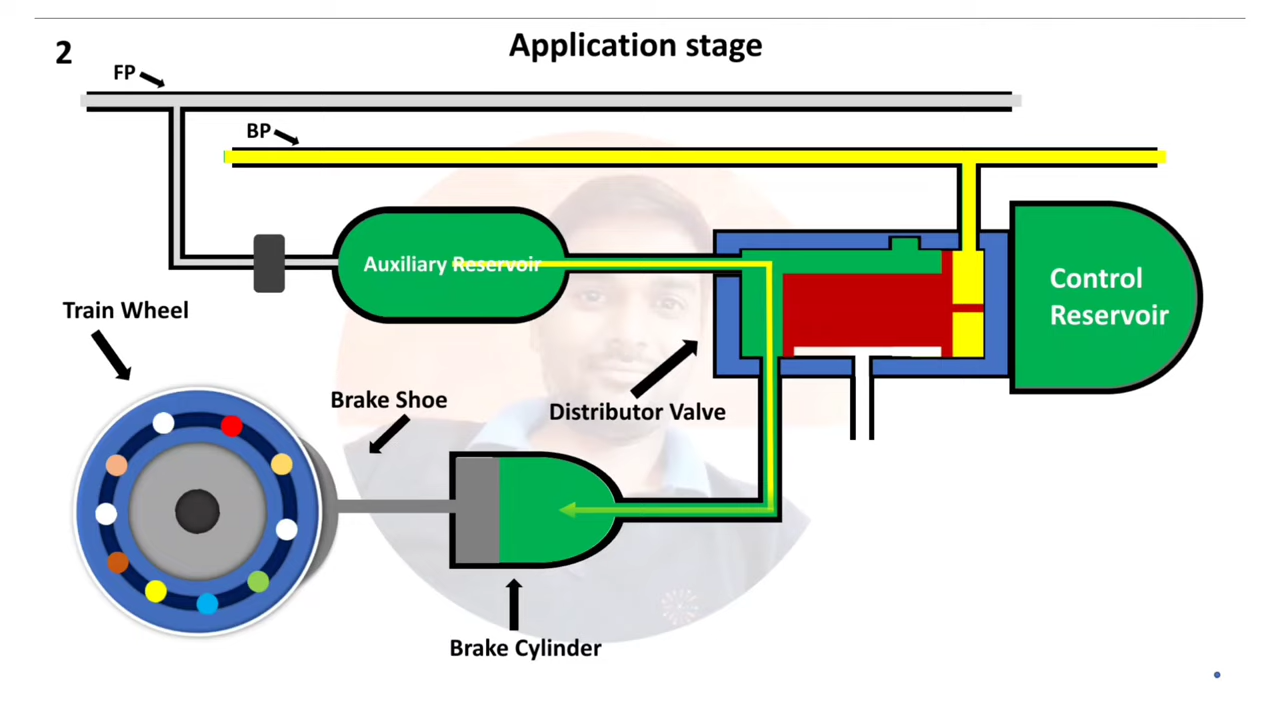 2
Application stage
FP
BP
Auxiliary Reservoir
Control
Reservoir
Train Wheel
Brake Shoe
Distributor Valve
Brake Cylinder